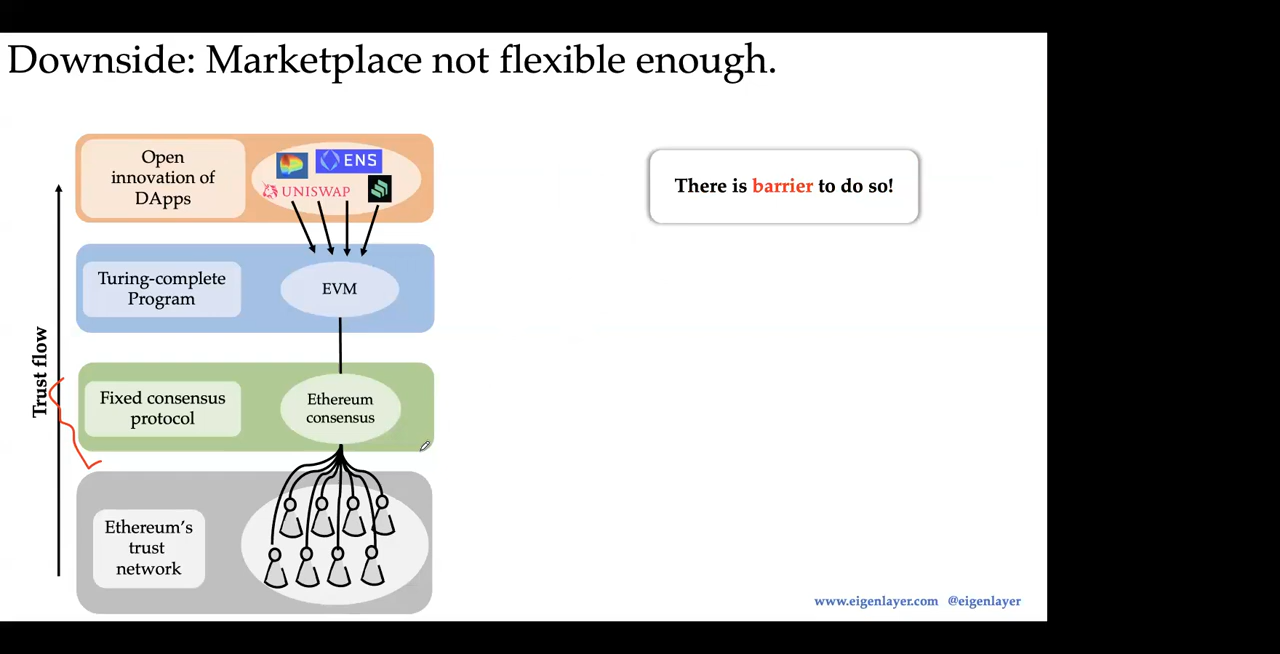 Downside: Marketplace not flexible enough.
Open
innovation of
DApps
ENS
UNISWAP
There is barrier to do so!
Turing-complete
Program
EVM
Trust flow
Fixed consensus
protocol
Ethereum
consensus
Ethereum's
trust
network
www.eigenlayer.com @eigenlayer